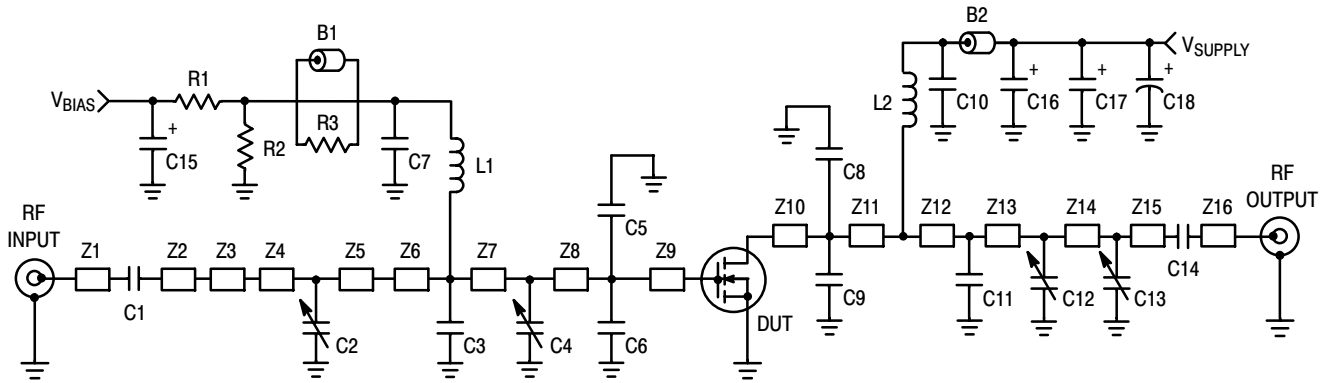 B1
B2
VBIAS
R1
R2
R3
C15
+
C7
L1
L2
C10
+
C16
+
C17
+
C18
VSUPPLY
RF
INPUT
Z1
C1
Z2
Z3
Z4
C2
Z5
Z6
C3
Z7
C4
Z8
C5
C6
Z9
DUT
Z10
C8
C9
Z11
Z12
C11
Z13
C12
Z14
C13
Z15
C14
Z16
RF
OUTPUT